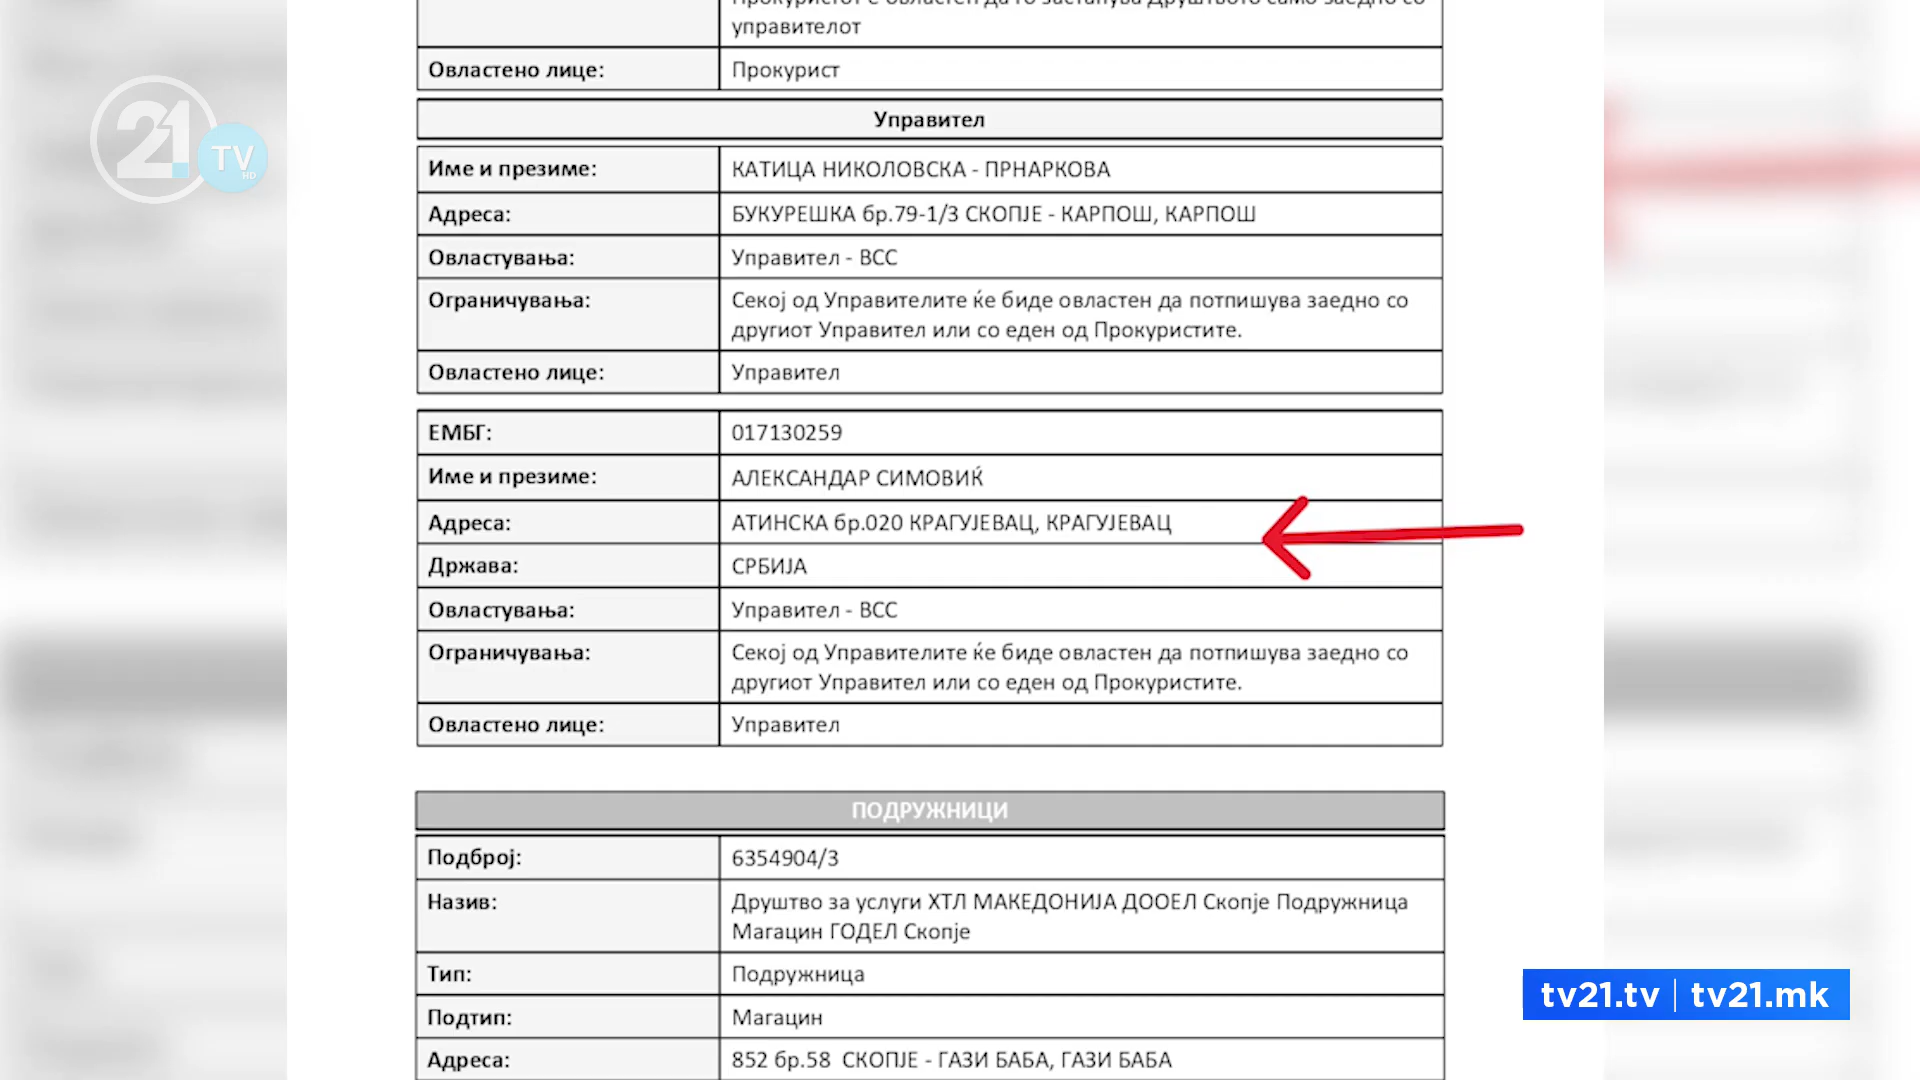 управителот
Овластено лице: Прокурист
Управител
Име и презиме: КАТИЦА НИКОЛОВСКА - ПРНАРКОВА
Адреса: БУКУРЕШКА бр.79-1/3 СКОПЈЕ - КАРПОШ, КАРПОШ
Овластувања: Управител - ВСС
Ограничувања: Секој од Управителите ќе биде овластен да потпишува заедно со
другиот Управител или со еден од Прокуристите.
Овластено лице: Управител
ЕМБГ: 017130259
Име и презиме: АЛЕКСАНДАР СИМОВИЌ
Адреса: АТИНСКА бр.020 КРАГУЈЕВАЦ, КРАГУЈЕВАЦ
Држава: СРБИЈА
Овластувања: Управител - ВСС
Ограничувања: Секој од Управителите ќе биде овластен да потпишува заедно со
другиот Управител или со еден од Прокуристите.
Овластено лице: Управител
ПОДРУЖНИЦИ
Подброј: 6354904/3
Назив: Друштво за услуги ХТЛ МАКЕДОНИЈА ДООЕЛ Скопје Подружница
Магацин ГОДЕЛ Скопје
Тип: Подружница
Подтип: Магацин
Адреса: 852 бр.58 СКОПЈЕ - ГАЗИ БАБА, ГАЗИ БАБА
21 TV HD
tv21.tv | tv21.mk